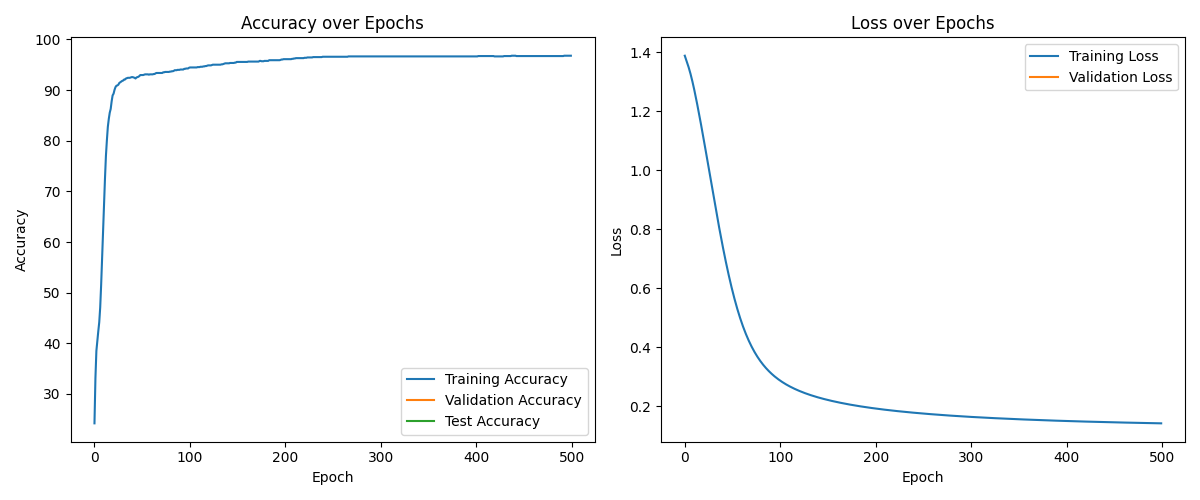 Accuracy over Epochs
Accuracy
100
90
80
70
60
50
40
30
Training Accuracy
Validation Accuracy
Test Accuracy
0 100 200 300 400 500
Epoch
Loss over Epochs
Loss
1.4
1.2
1.0
0.8
0.6
0.4
0.2
Training Loss
Validation Loss
0 100 200 300 400 500
Epoch